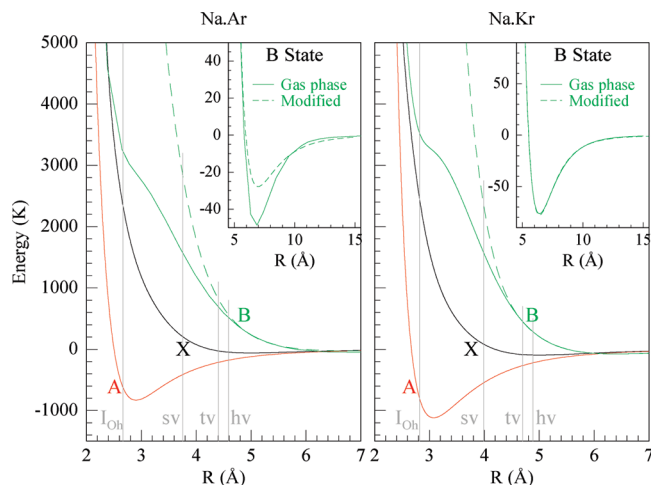 Na.Ar
Na.Kr
5000
4000
3000
2000
1000
0
-1000
Energy (K)
40
20
0
-20
-40
B State
Gas phase
Modified
5
10
15
R (Å)
B
X
A
I_Oh
sv
tv
hv
2
3
4
5
6
7
R (Å)
50
0
-50
B State
Gas phase
Modified
5
10
15
R (Å)
B
X
A
I_Oh
sv
tv
hv
2
3
4
5
6
7
R (Å)